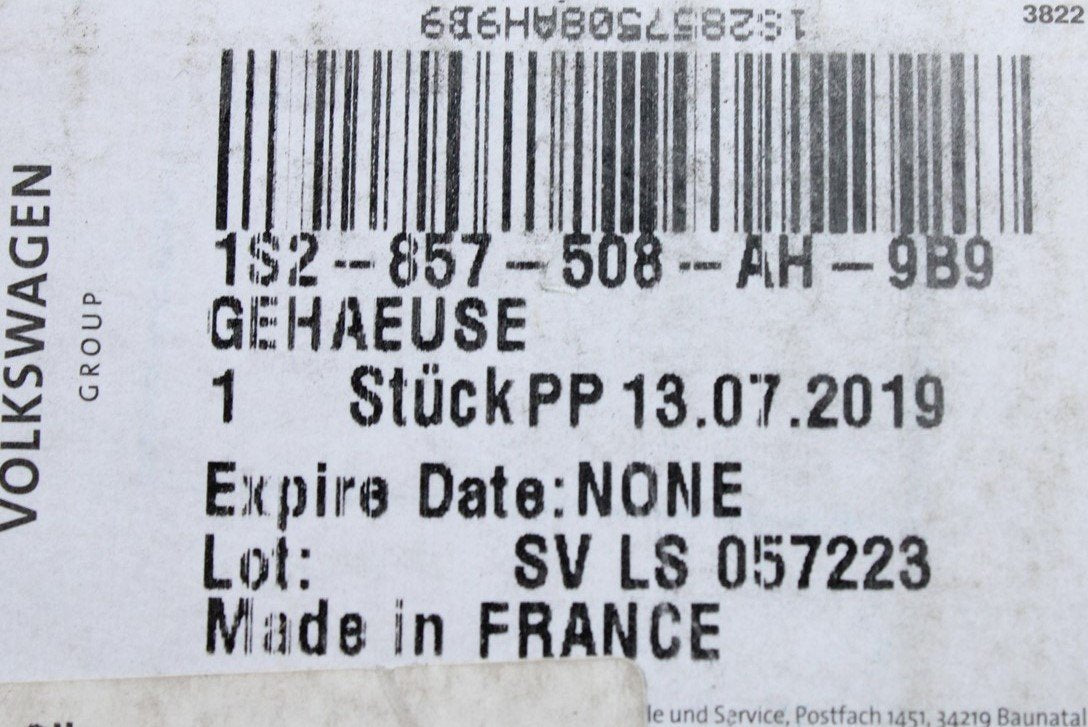 3822
1S2857508AH9B9
1S2-857-508-AH-9B9
GEHAEUSE
1 Stück PP 13.07.2019
Expire Date:NONE
Lot: SV LS 057223
Made in FRANCE
VOLKSWAGEN
GROUP
le und Service, Postfach 1451, 34219 Baunatal